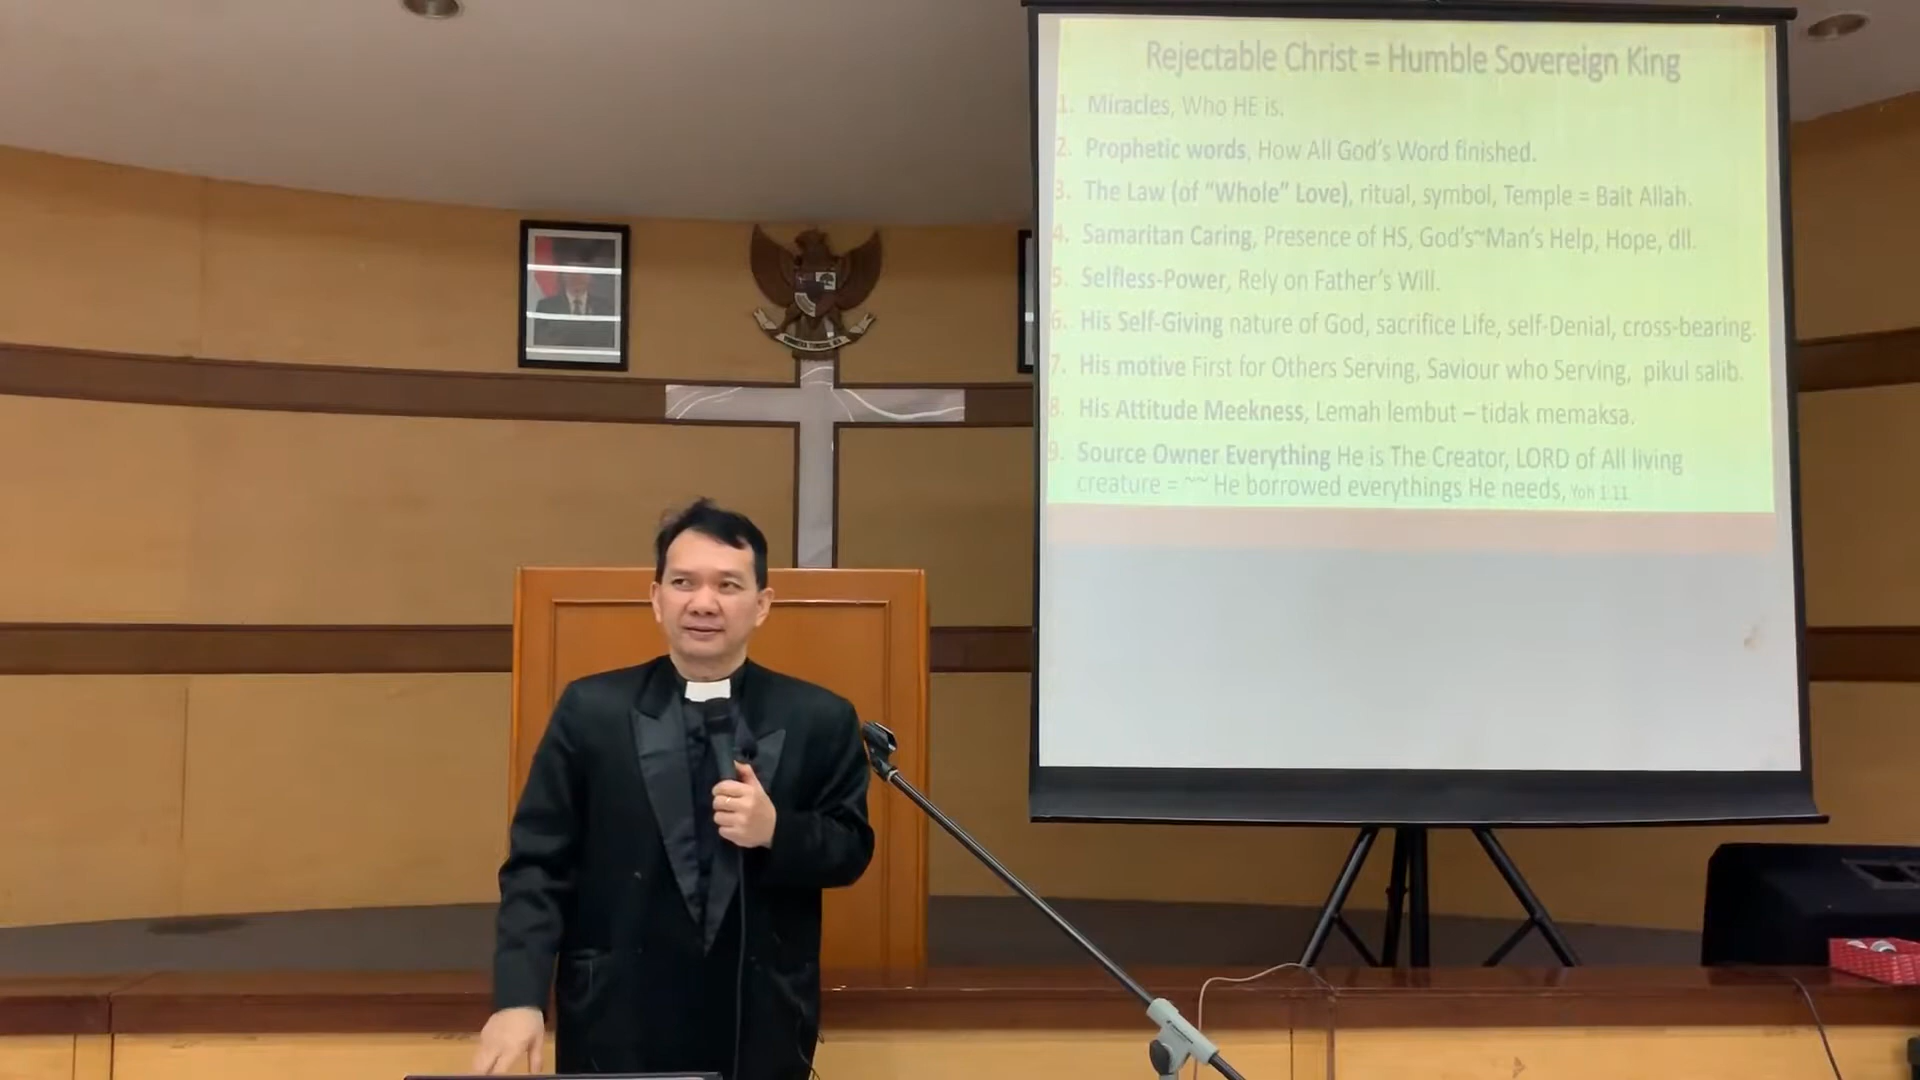 Rejectable Christ = Humble Sovereign King
1. Miracles, Who HE is.
2. Prophetic words, How All God's Word finished.
3. The Law (of "Whole" Love), ritual, symbol, Temple = Bait Allah.
4. Samaritan Caring, Presence of HS, God's~Man's Help, Hope, dll.
5. Selfless-Power, Rely on Father's Will.
6. His Self-Giving nature of God, sacrifice Life, self-Denial, cross-bearing.
7. His motive First for Others Serving, Saviour who Serving, pikul salib.
8. His Attitude Meekness, Lemah lembut – tidak memaksa.
9. Source Owner Everything He is The Creator, LORD of All living
creature = ~~ He borrowed everythings He needs, Yoh 1:11